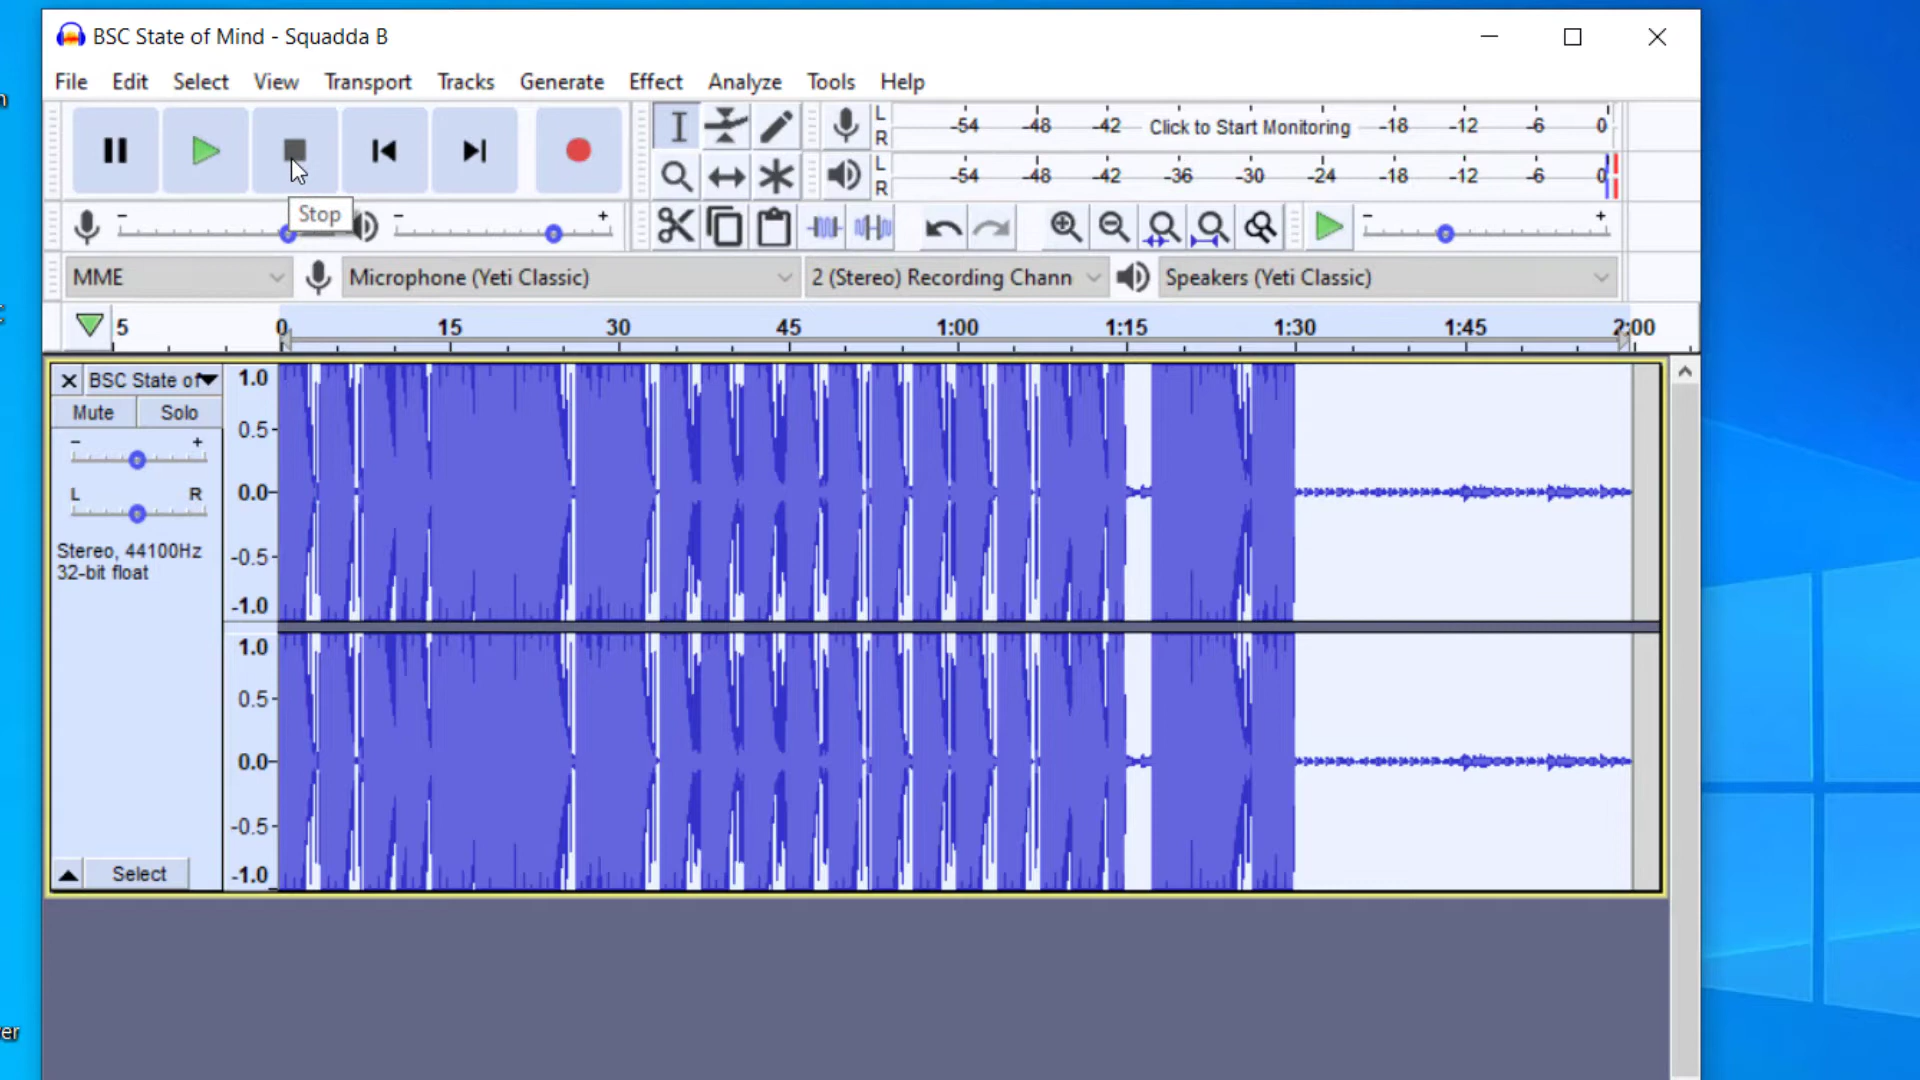 BSC State of Mind - Squadda B
File Edit Select View Transport Tracks Generate Effect Analyze Tools Help
L R -54 -48 -42 Click to Start Monitoring -18 -12 -6 0
L R -54 -48 -42 -36 -30 -24 -18 -12 -6 0
Stop
MME Microphone (Yeti Classic) 2 (Stereo) Recording Chann Speakers (Yeti Classic)
5 0 15 30 45 1:00 1:15 1:30 1:45 2:00
BSC State of
Mute Solo
- +
L R
Stereo, 44100Hz
32-bit float
Select
1.0
0.5
0.0
-0.5
-1.0
1.0
0.5
0.0
-0.5
-1.0
er